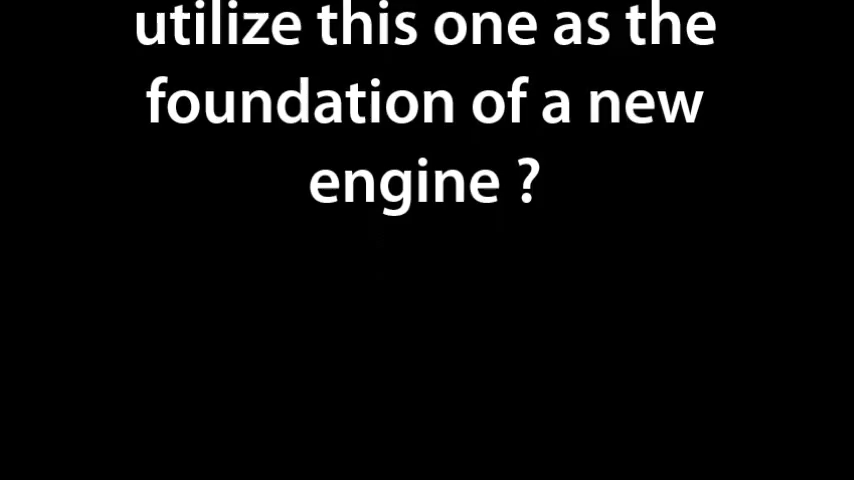 utilize this one as the
foundation of a new
engine ?